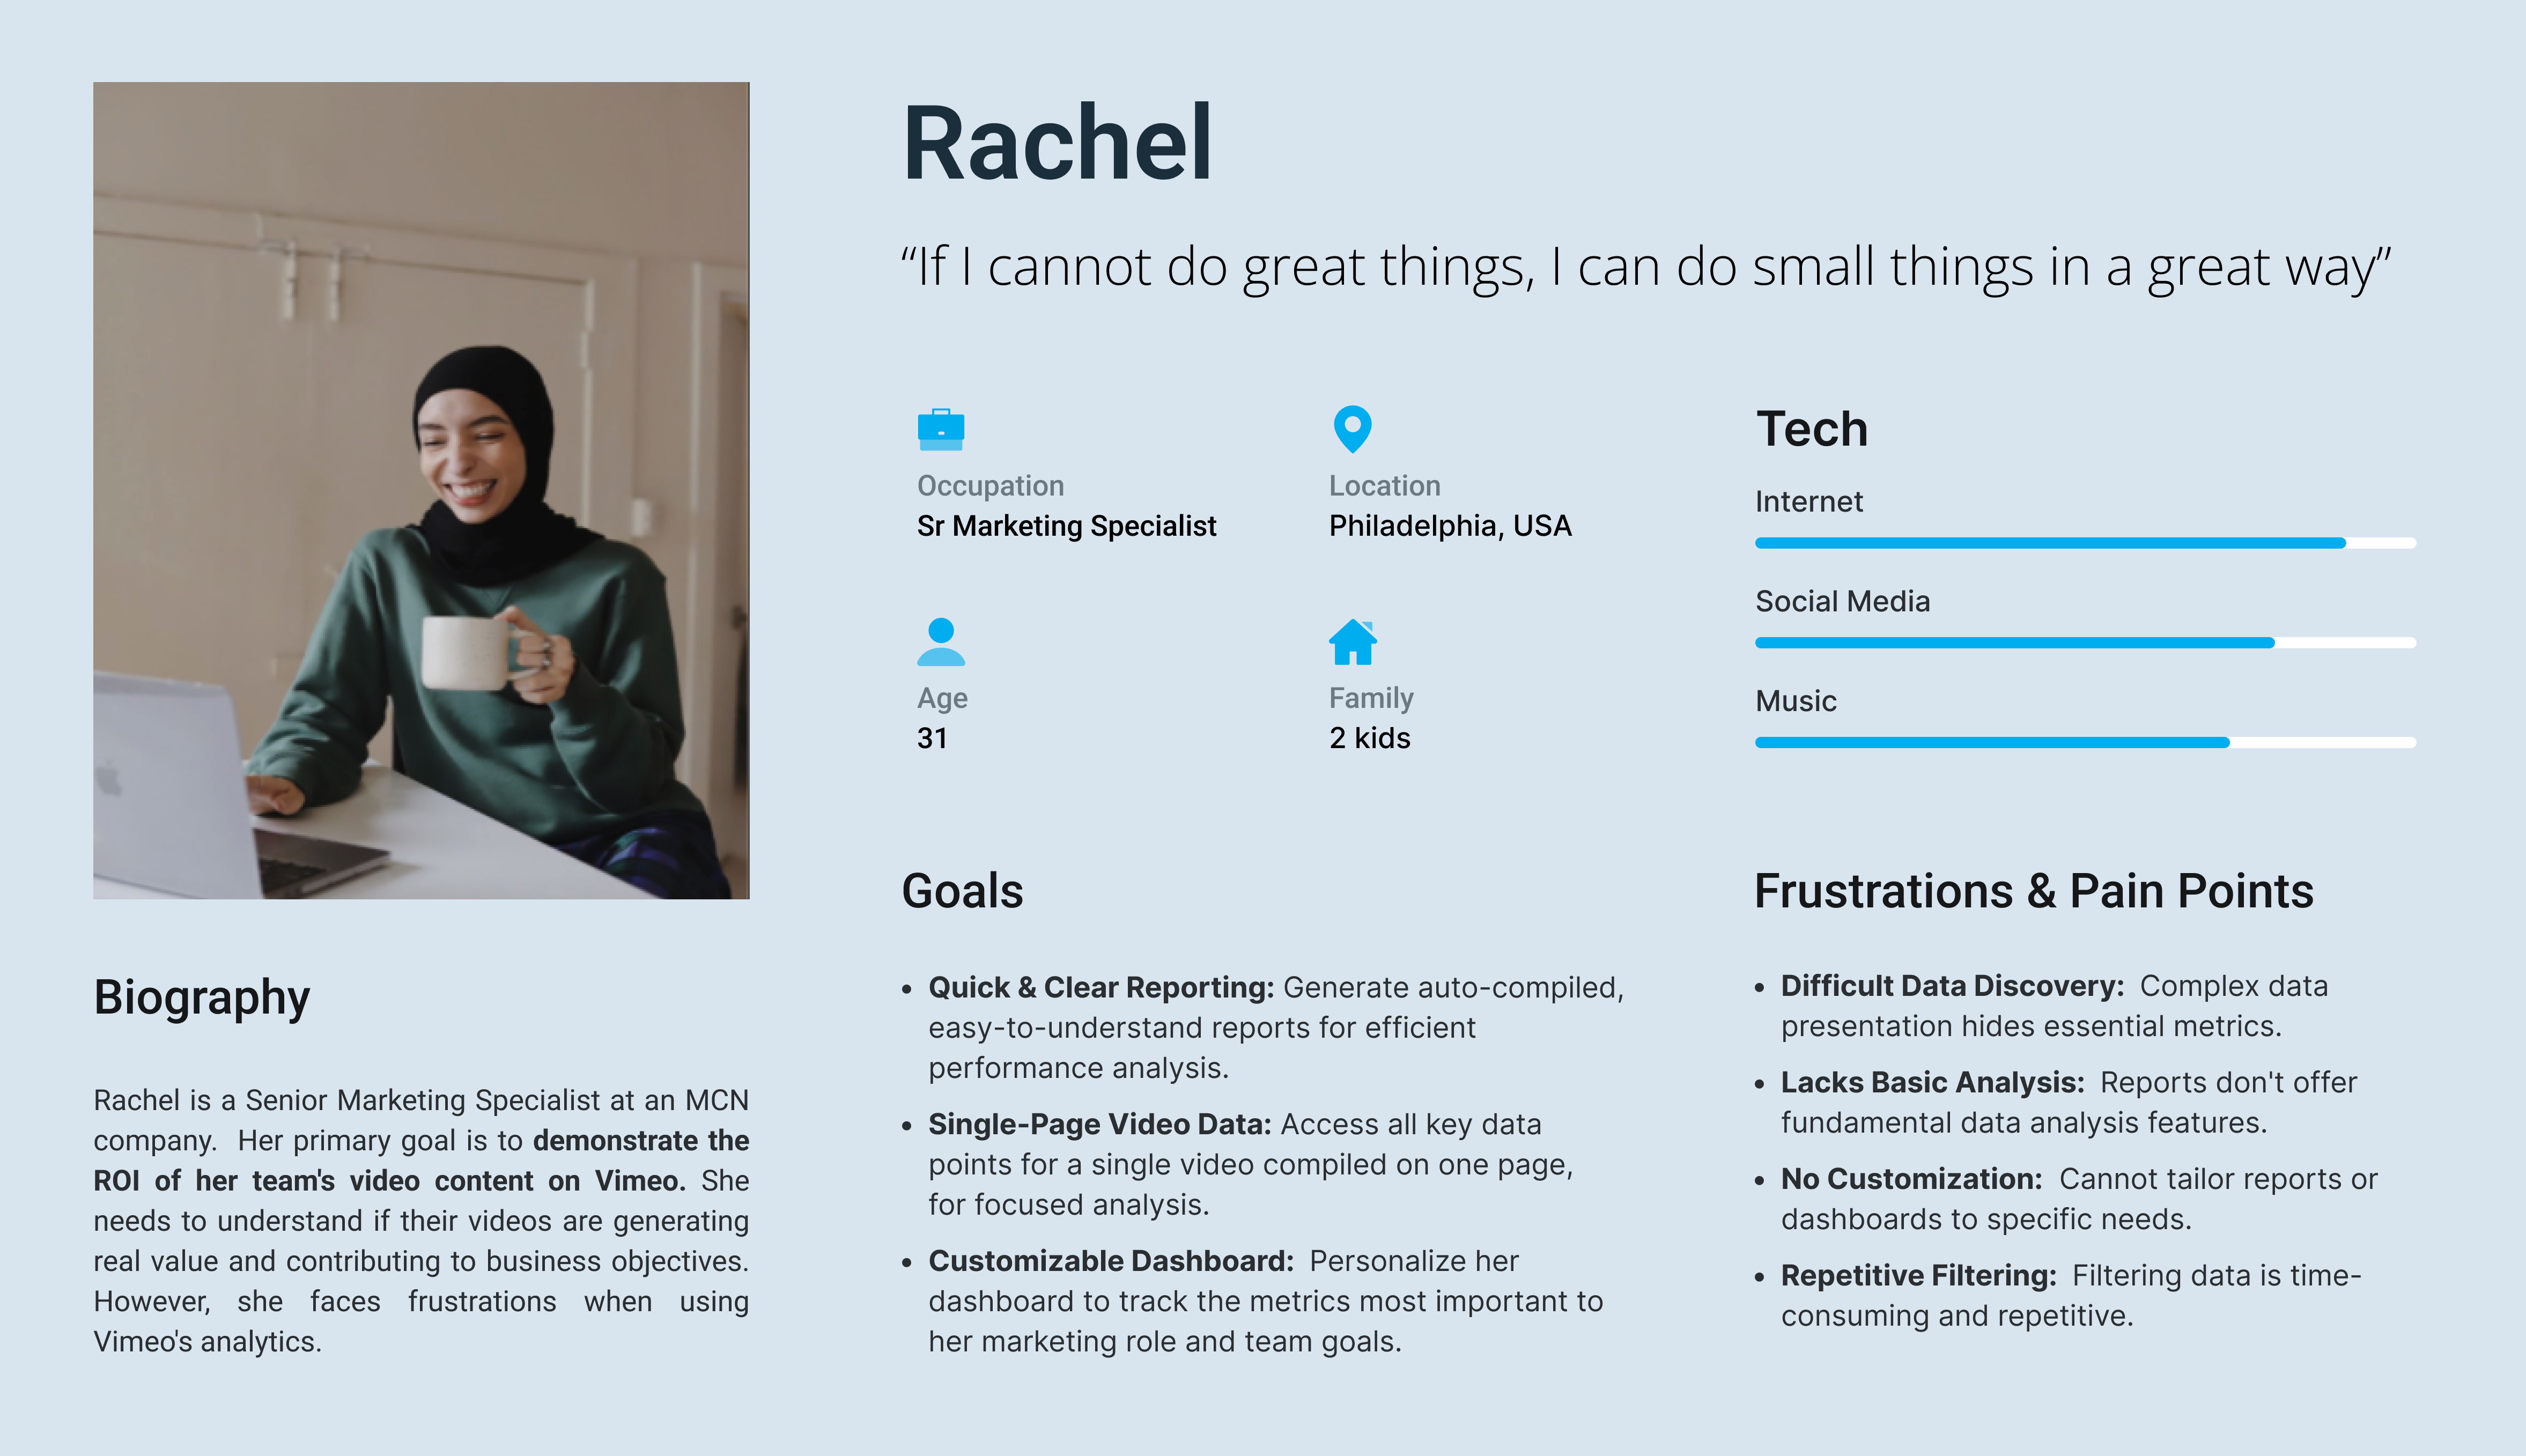 Rachel
“If I cannot do great things, I can do small things in a great way”
Occupation
Sr Marketing Specialist
Location
Philadelphia, USA
Age
31
Family
2 kids
Tech
Internet
Social Media
Music
Biography
Rachel is a Senior Marketing Specialist at an MCN
company. Her primary goal is to demonstrate the
ROI of her team's video content on Vimeo. She
needs to understand if their videos are generating
real value and contributing to business objectives.
However, she faces frustrations when using
Vimeo's analytics.
Goals
• Quick & Clear Reporting: Generate auto-compiled,
easy-to-understand reports for efficient
performance analysis.
• Single-Page Video Data: Access all key data
points for a single video compiled on one page,
for focused analysis.
• Customizable Dashboard: Personalize her
dashboard to track the metrics most important to
her marketing role and team goals.
Frustrations & Pain Points
• Difficult Data Discovery: Complex data
presentation hides essential metrics.
• Lacks Basic Analysis: Reports don't offer
fundamental data analysis features.
• No Customization: Cannot tailor reports or
dashboards to specific needs.
• Repetitive Filtering: Filtering data is time-
consuming and repetitive.